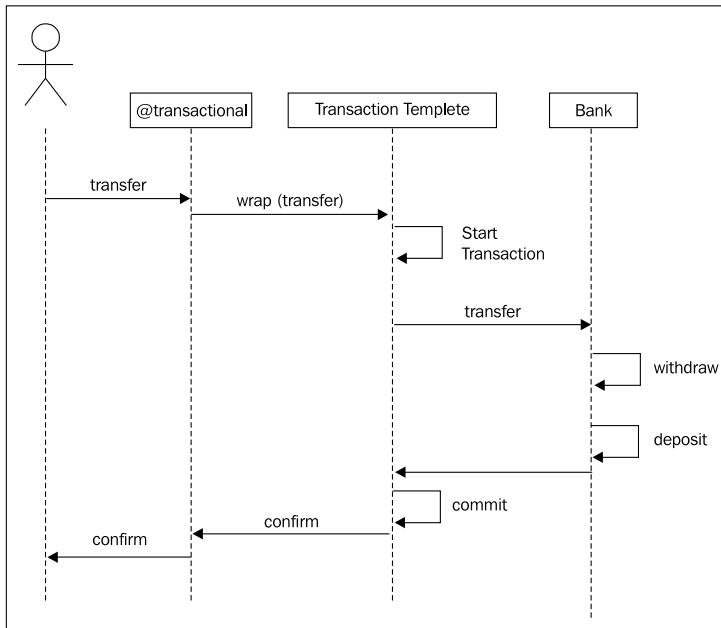 @transactional
Transaction Templete
Bank
transfer
wrap (transfer)
Start
Transaction
transfer
withdraw
deposit
commit
confirm
confirm